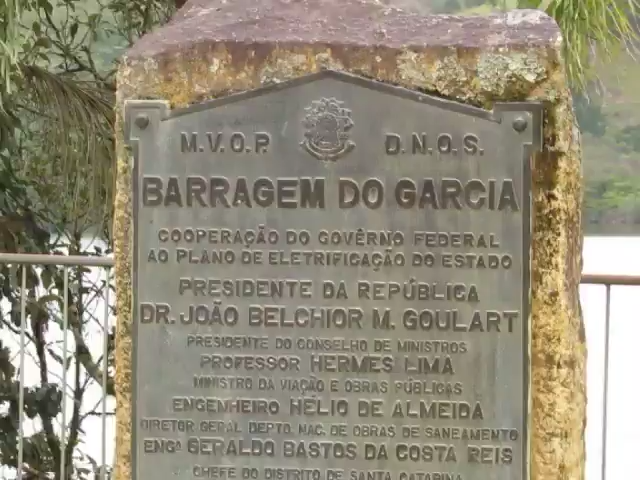 M.V.O.P. D.N.O.S.
BARRAGEM DO GARCIA
COOPERAÇÃO DO GOVÊRNO FEDERAL
AO PLANO DE ELETRIFICAÇÃO DO ESTADO
PRESIDENTE DA REPÚBLICA
DR. JOÃO BELCHIOR M. GOULART
PRESIDENTE DO CONSELHO DE MINISTROS
PROFESSOR HERMES LIMA
MINISTRO DA VIAÇÃO E OBRAS PÚBLICAS
ENGENHEIRO HÉLIO DE ALMEIDA
DIRETOR GERAL DEPTO. NAC. DE OBRAS DE SANEAMENTO
ENGº GERALDO BASTOS DA COSTA REIS
CHEFE DO DISTRITO DE SANTA CATARINA